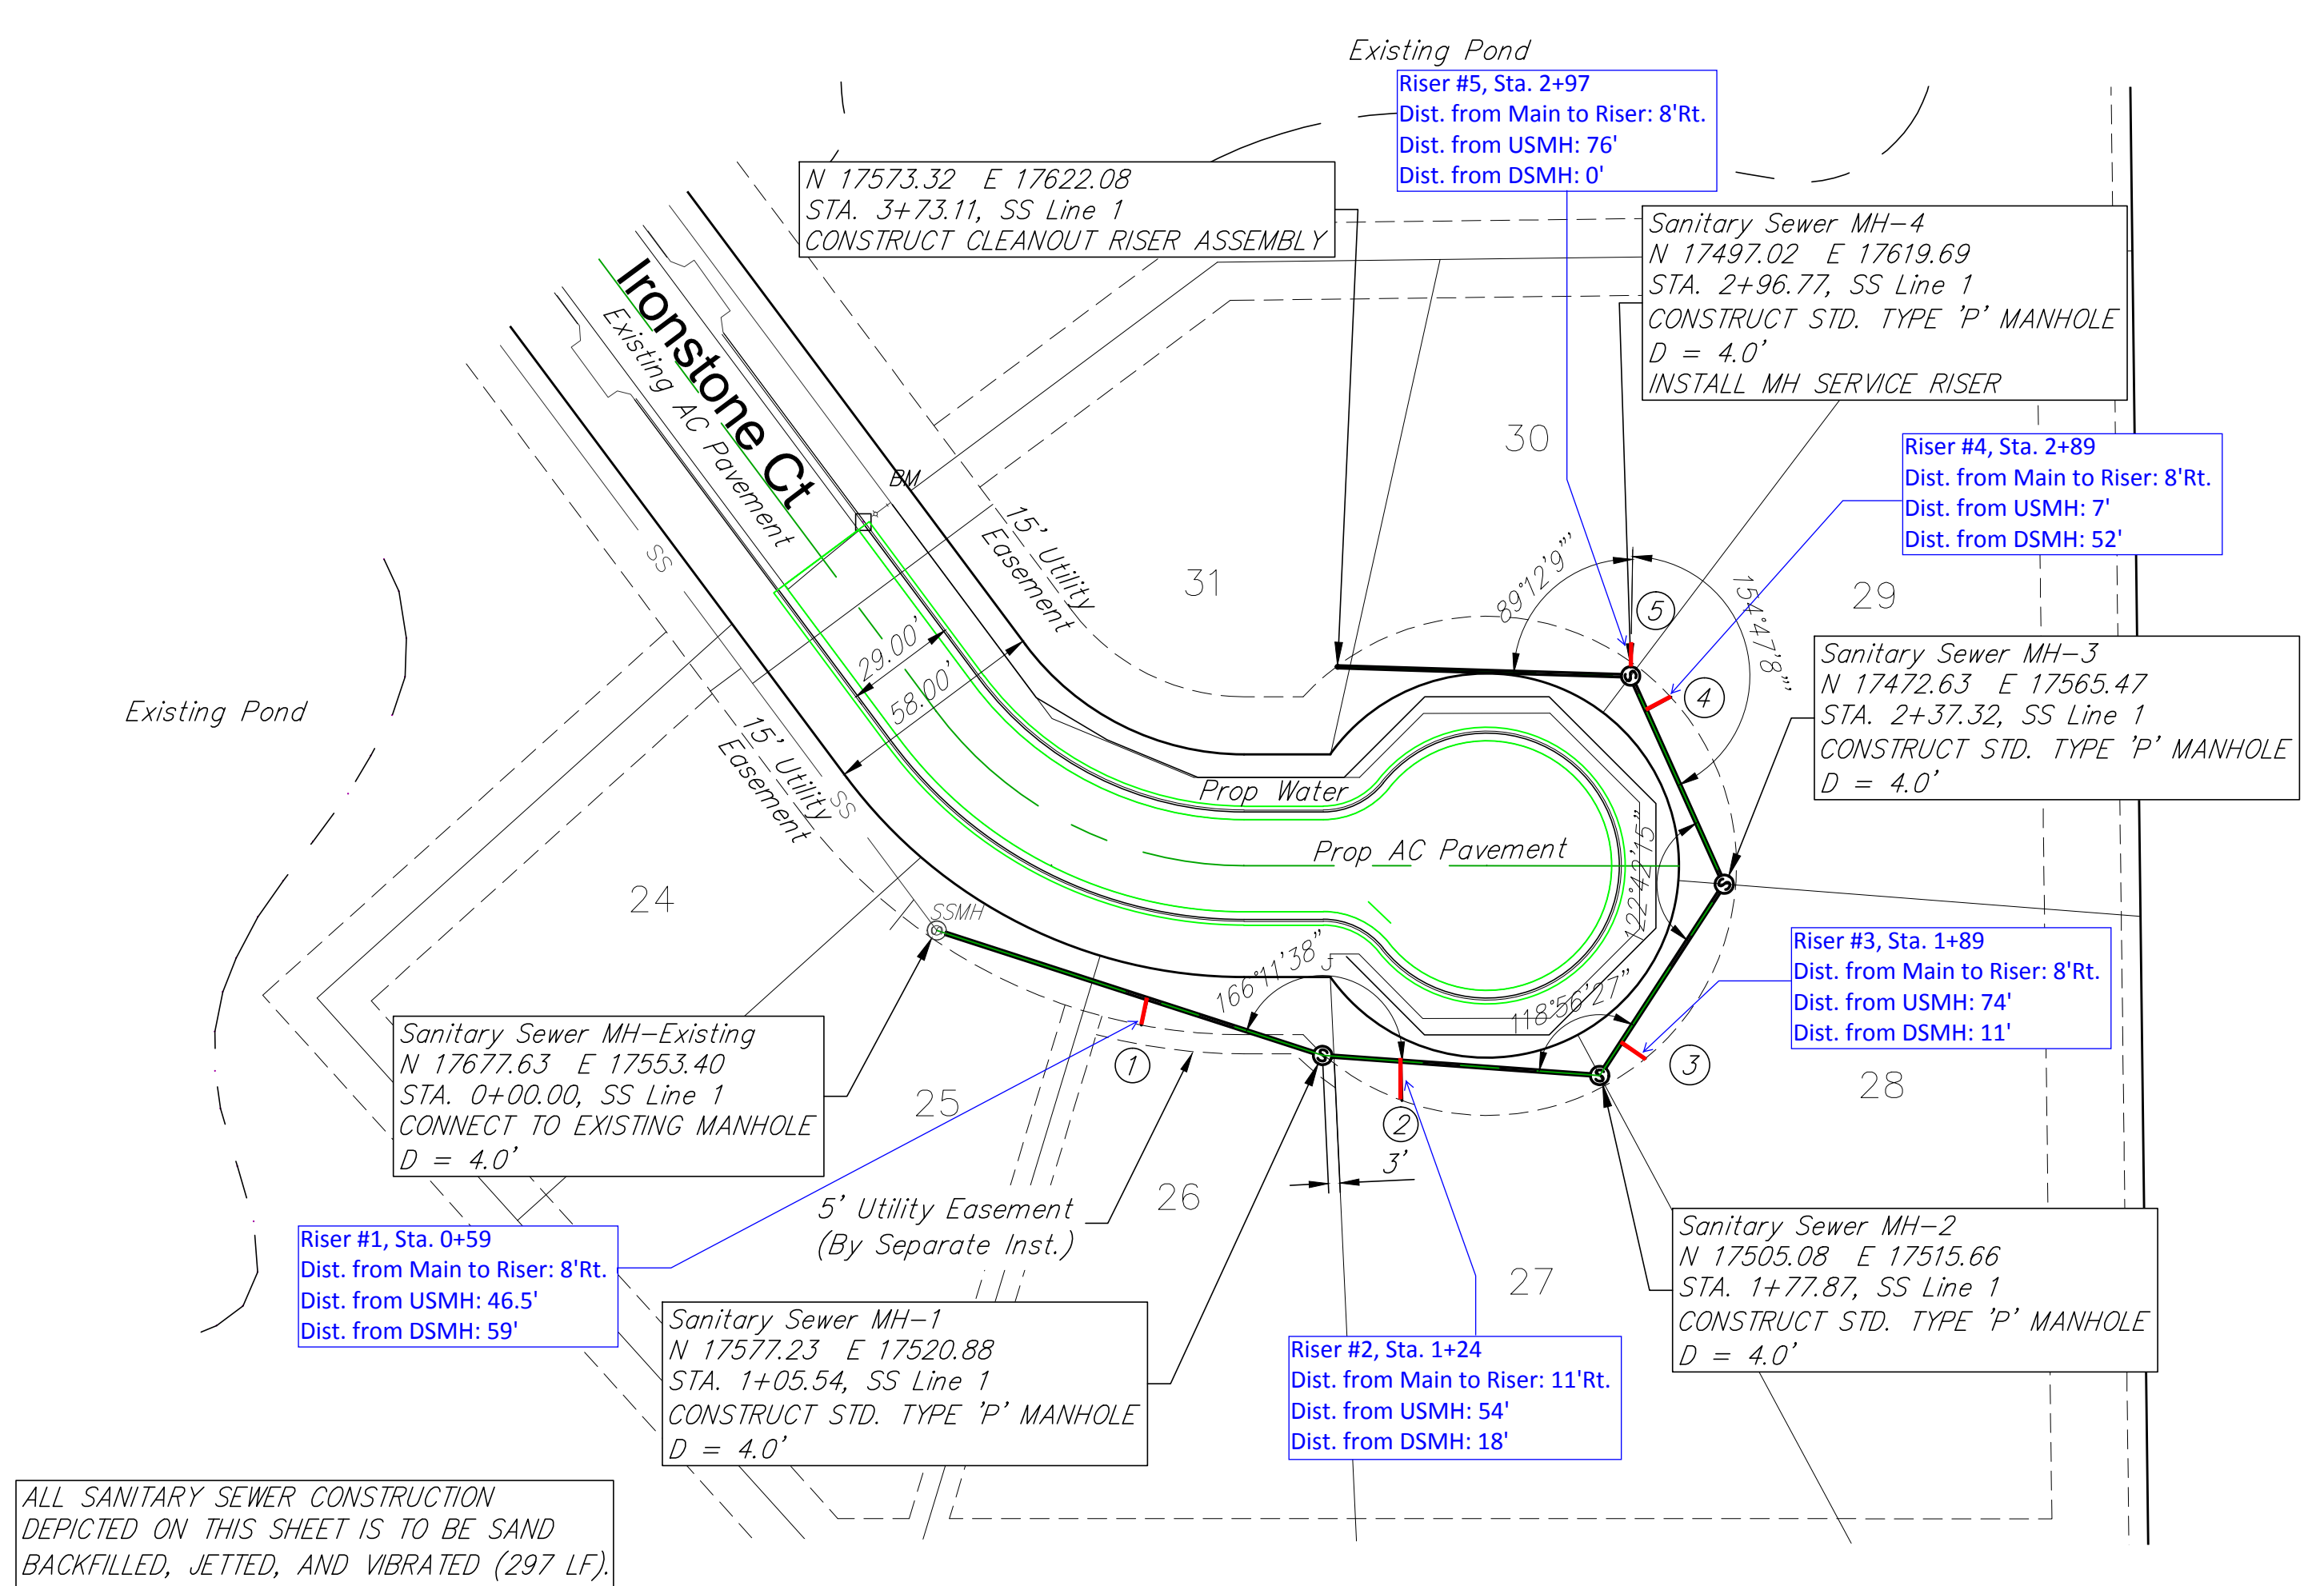 Existing Pond
Riser #5, Sta. 2+97
Dist. from Main to Riser: 8'Rt.
Dist. from USMH: 76'
Dist. from DSMH: 0'
N 17573.32 E 17622.08
STA. 3+73.11, SS Line 1
CONSTRUCT CLEANOUT RISER ASSEMBLY
Sanitary Sewer MH-4
N 17497.02 E 17619.69
STA. 2+96.77, SS Line 1
CONSTRUCT STD. TYPE 'P' MANHOLE
D = 4.0'
INSTALL MH SERVICE RISER
Ironstone Ct
Existing AC Pavement
BM
30
Riser #4, Sta. 2+89
Dist. from Main to Riser: 8'Rt.
Dist. from USMH: 7'
Dist. from DSMH: 52'
15' Utility
Easement
SS
31
89°12'9"'
5
154°47'8"'
29
4
29.00'
58.00'
Sanitary Sewer MH-3
N 17472.63 E 17565.47
STA. 2+37.32, SS Line 1
CONSTRUCT STD. TYPE 'P' MANHOLE
D = 4.0'
Existing Pond
15' Utility
Easement
SS
Prop Water
Prop AC Pavement
122°42'15"
24
SSMH
S
S
S
S
166°11'38"
118°56'27"
Riser #3, Sta. 1+89
Dist. from Main to Riser: 8'Rt.
Dist. from USMH: 74'
Dist. from DSMH: 11'
Sanitary Sewer MH-Existing
N 17677.63 E 17553.40
STA. 0+00.00, SS Line 1
CONNECT TO EXISTING MANHOLE
D = 4.0'
1
3
25
2
28
3'
5' Utility Easement
(By Separate Inst.)
26
27
Riser #1, Sta. 0+59
Dist. from Main to Riser: 8'Rt.
Dist. from USMH: 46.5'
Dist. from DSMH: 59'
Sanitary Sewer MH-2
N 17505.08 E 17515.66
STA. 1+77.87, SS Line 1
CONSTRUCT STD. TYPE 'P' MANHOLE
D = 4.0'
Sanitary Sewer MH-1
N 17577.23 E 17520.88
STA. 1+05.54, SS Line 1
CONSTRUCT STD. TYPE 'P' MANHOLE
D = 4.0'
Riser #2, Sta. 1+24
Dist. from Main to Riser: 11'Rt.
Dist. from USMH: 54'
Dist. from DSMH: 18'
ALL SANITARY SEWER CONSTRUCTION
DEPICTED ON THIS SHEET IS TO BE SAND
BACKFILLED, JETTED, AND VIBRATED (297 LF).